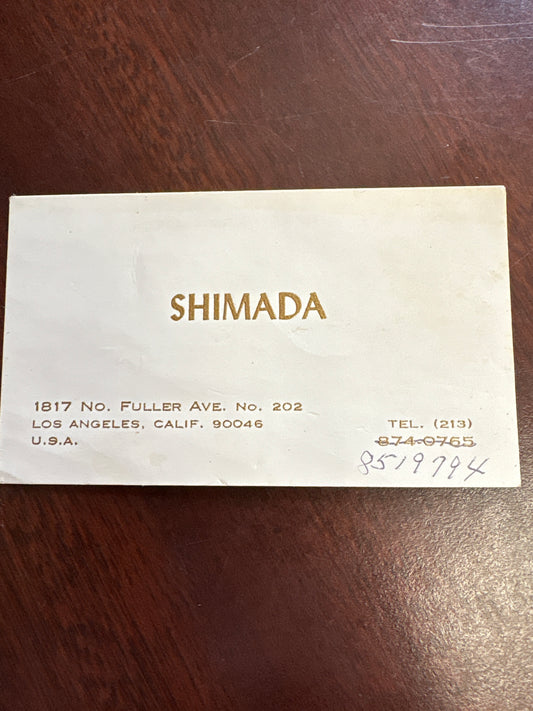 SHIMADA
1817 No. Fuller Ave. No. 202
Los Angeles, Calif. 90046
U.S.A.
TEL. (213)
874-0765
8519794